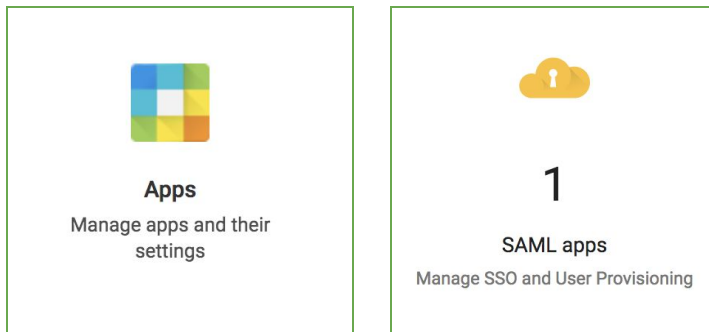 Apps
Manage apps and their
settings
1
SAML apps
Manage SSO and User Provisioning